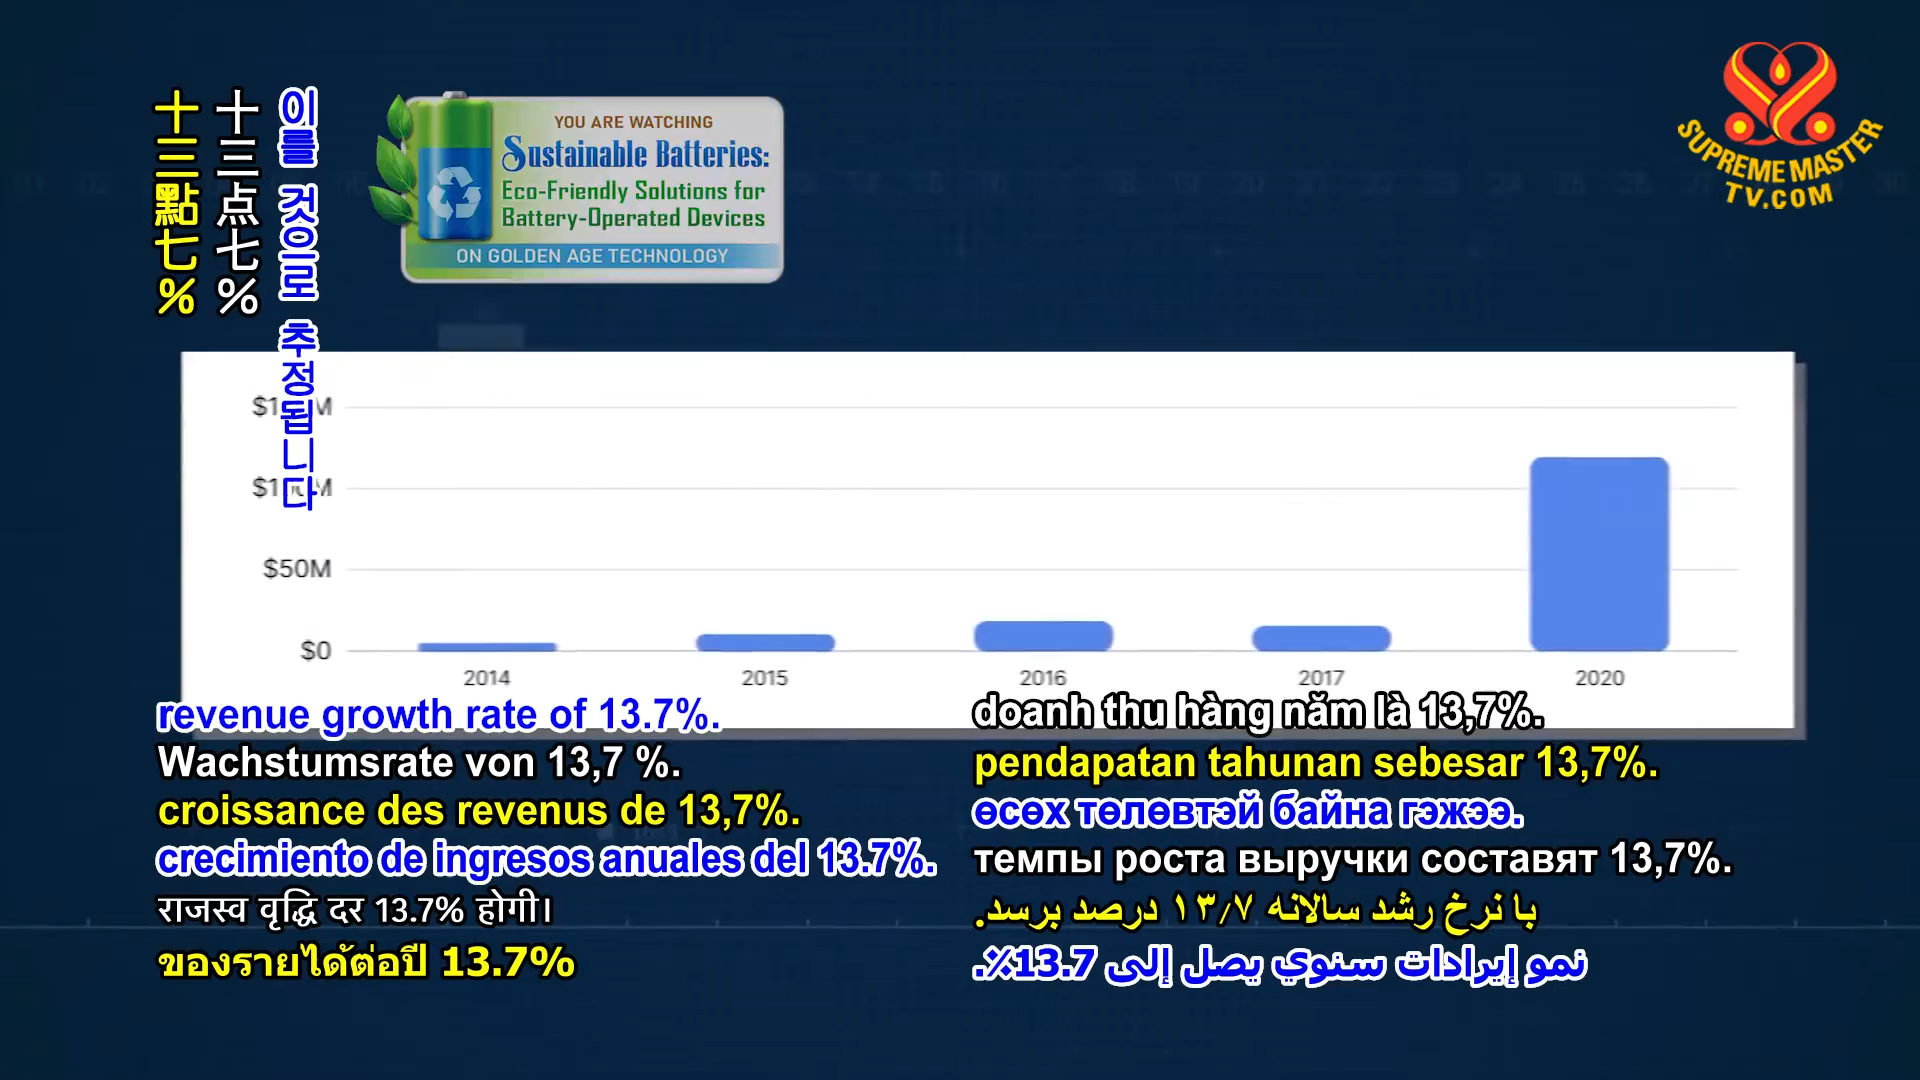 十三點七%
十三点七%
이를 것으로 추정됩니다
YOU ARE WATCHING
Sustainable Batteries:
Eco-Friendly Solutions for
Battery-Operated Devices
ON GOLDEN AGE TECHNOLOGY
SUPREME MASTER
TV.COM
$50M
$0
2014 2015 2016 2017 2020
revenue growth rate of 13.7%.
Wachstumsrate von 13,7 %.
croissance des revenus de 13,7%.
crecimiento de ingresos anuales del 13.7%.
राजस्व वृद्धि दर 13.7% होगी।
ของรายได้ต่อปี 13.7%
doanh thu hàng năm là 13,7%.
pendapatan tahunan sebesar 13,7%.
өсөх төлөвтэй байна гэжээ.
темпы роста выручки составят 13,7%.
با نرخ رشد سالانه ۱۳٫۷ درصد برسد.
نمو إيرادات سنوي يصل إلى 13.7٪.